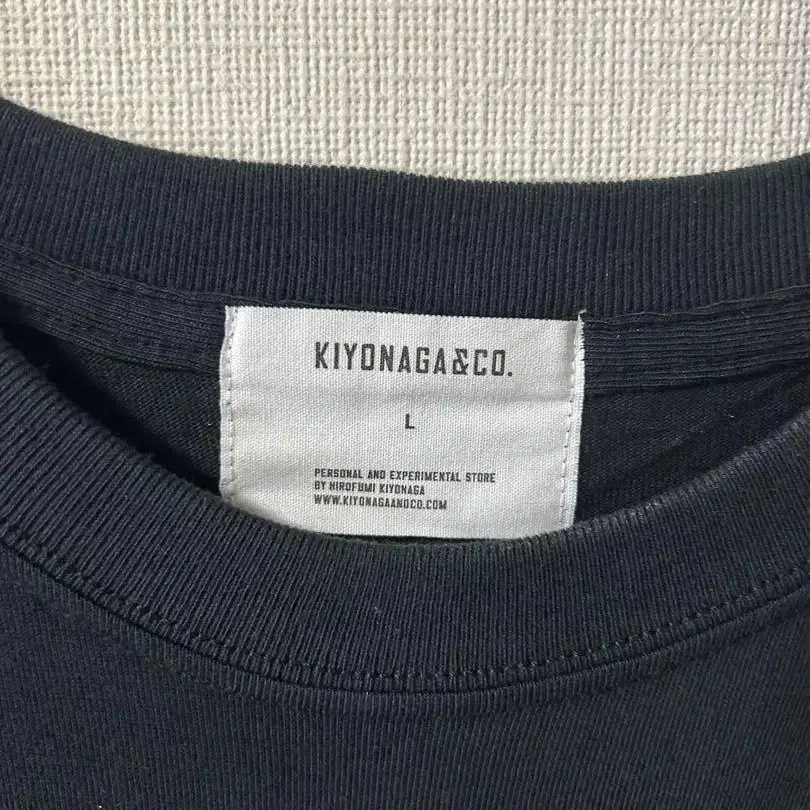 KIYONAGA&CO.
L
PERSONAL AND EXPERIMENTAL STORE
BY HIROFUMI KIYONAGA
WWW.KIYONAGAANDCO.COM